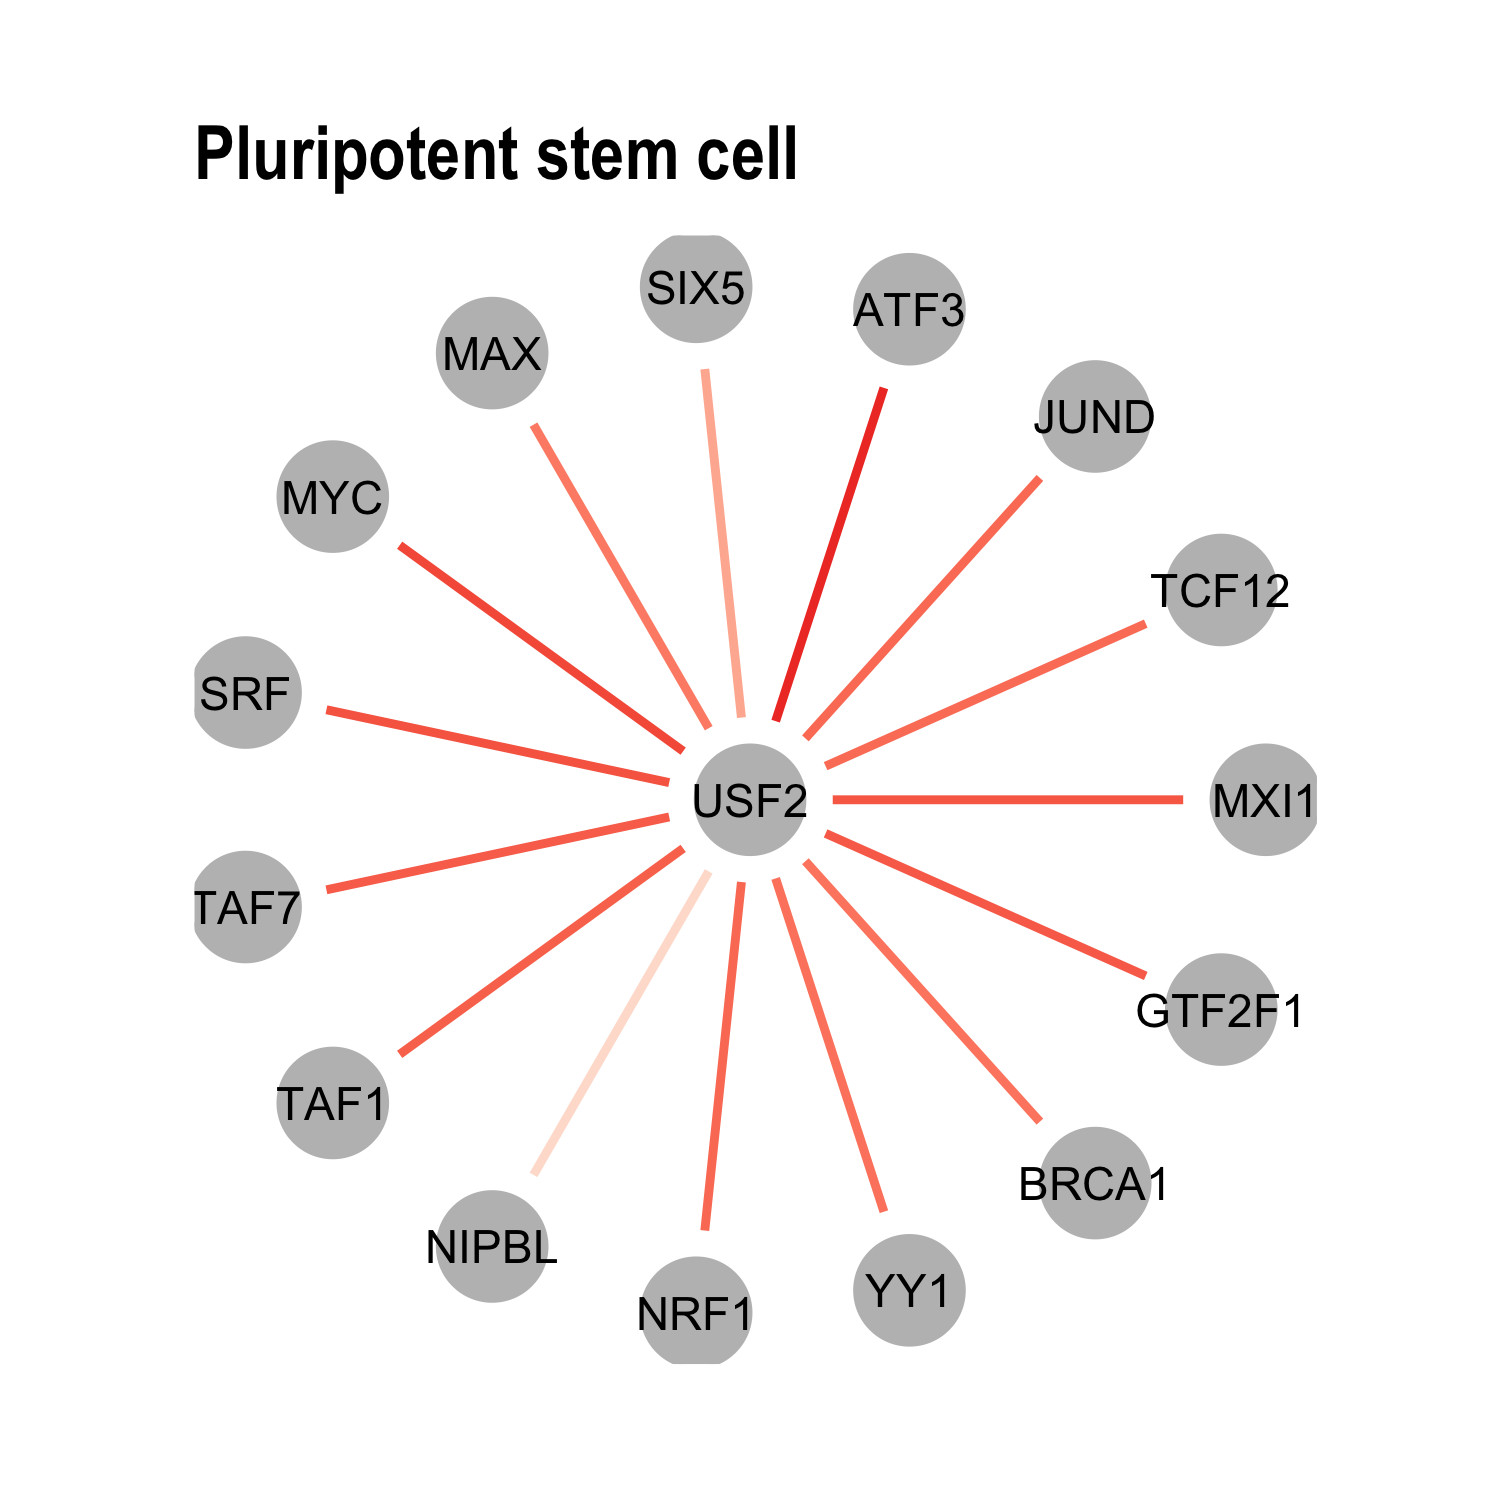 Pluripotent stem cell
SIX5
ATF3
MAX
JUND
MYC
TCF12
SRF
USF2
MXI1
TAF7
GTF2F1
TAF1
BRCA1
NIPBL
YY1
NRF1